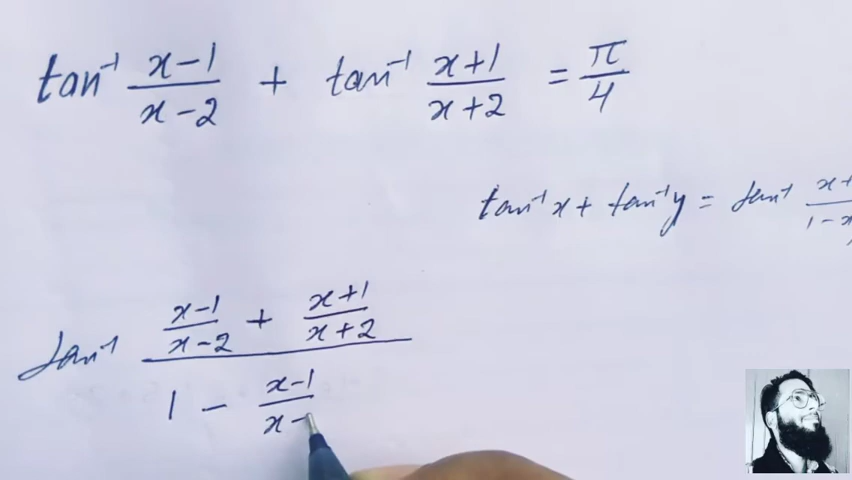 tan⁻¹ (x-1)/(x-2) + tan⁻¹ (x+1)/(x+2) = π/4
tan⁻¹x + tan⁻¹y = tan⁻¹ (x+)/(1-x
tan⁻¹ ((x-1)/(x-2) + (x+1)/(x+2))/(1 - (x-1)/(x-